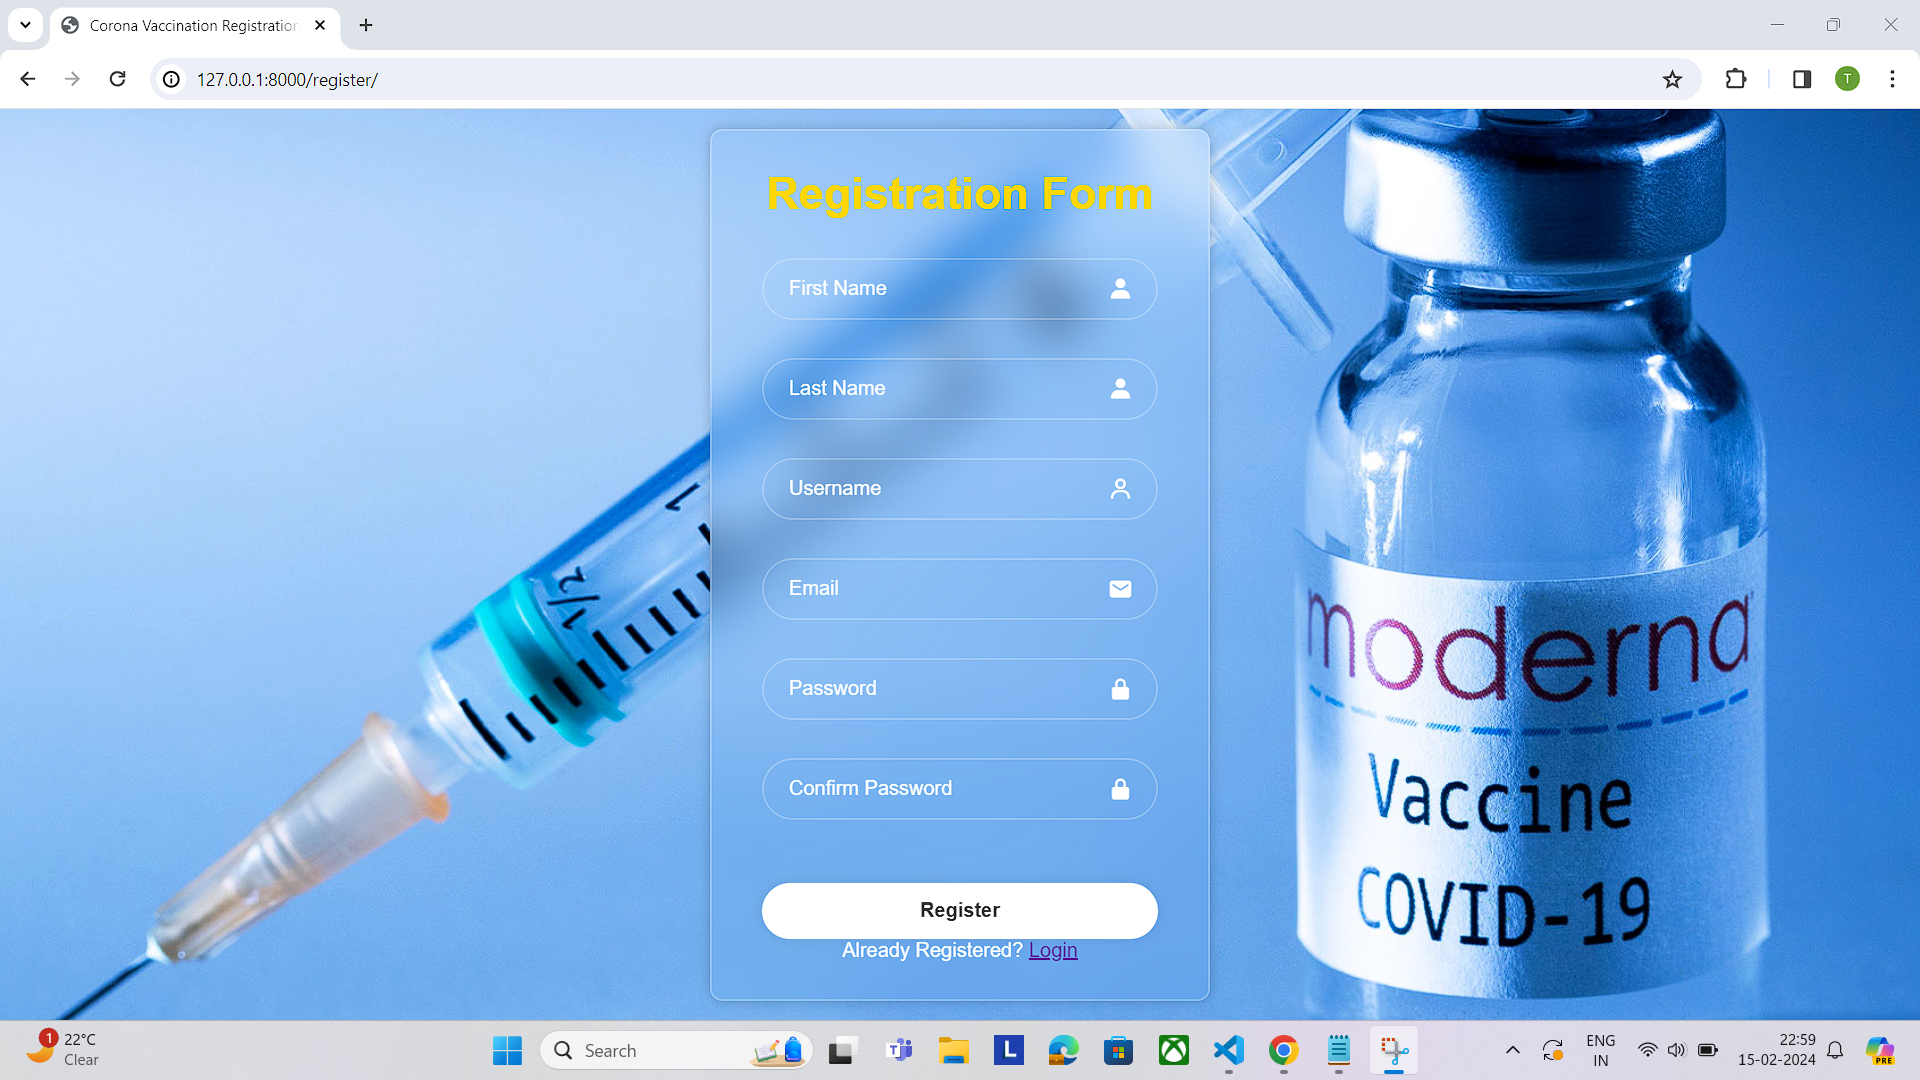 Corona Vaccination Registration
127.0.0.1:8000/register/
T
Registration Form
First Name
Last Name
Username
Email
Password
Confirm Password
Register
Already Registered? Login
1
1/2
moderna
Vaccine
COVID-19
1
22°C
Clear
Search
L
PRE
ENG
IN
22:59
15-02-2024